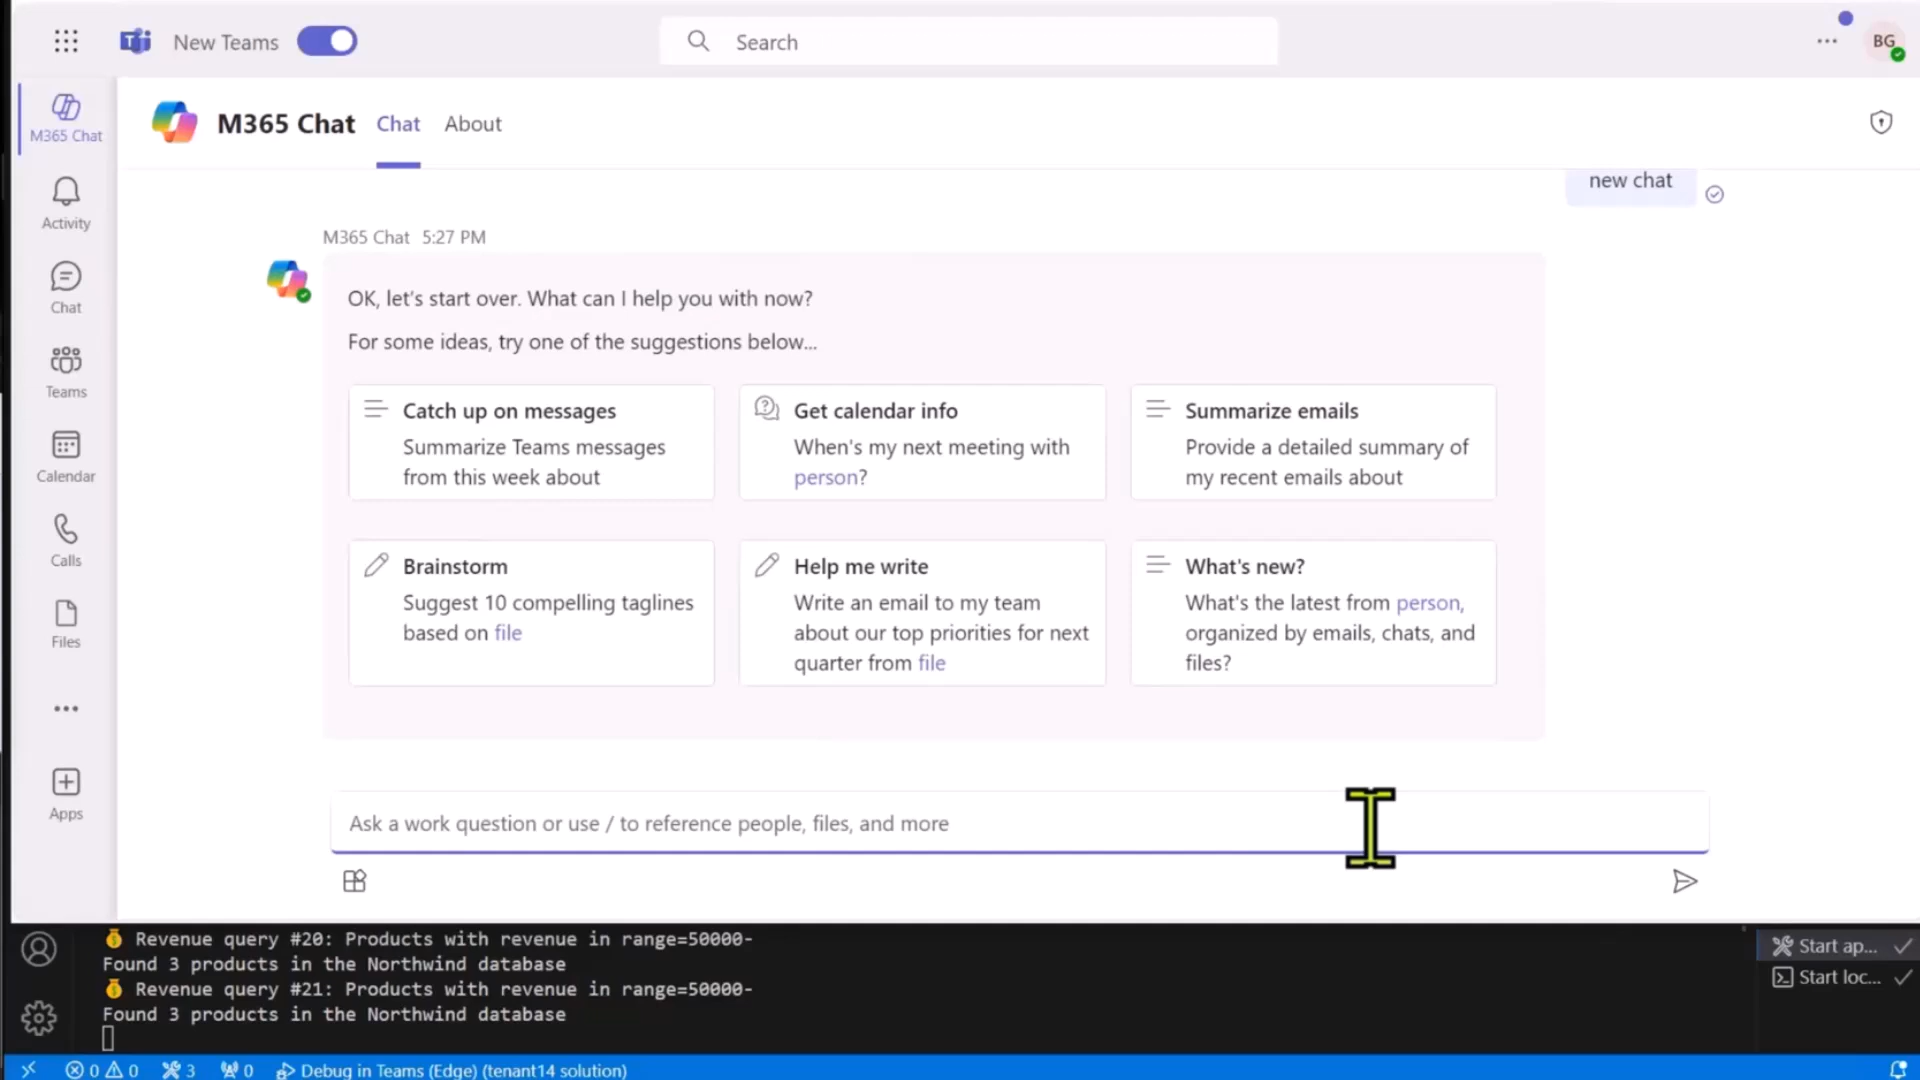 New Teams
Search
BG
M365 Chat
Activity
Chat
Teams
Calendar
Calls
Files
Apps
M365 Chat Chat About
new chat
M365 Chat 5:27 PM
OK, let's start over. What can I help you with now?
For some ideas, try one of the suggestions below...
Catch up on messages
Summarize Teams messages
from this week about
Get calendar info
When's my next meeting with
person?
Summarize emails
Provide a detailed summary of
my recent emails about
Brainstorm
Suggest 10 compelling taglines
based on file
Help me write
Write an email to my team
about our top priorities for next
quarter from file
What's new?
What's the latest from person,
organized by emails, chats, and
files?
Ask a work question or use / to reference people, files, and more
Revenue query #20: Products with revenue in range=50000-
Found 3 products in the Northwind database
Revenue query #21: Products with revenue in range=50000-
Found 3 products in the Northwind database
Start ap...
Start loc...
0 0 3 0 Debug in Teams (Edge) (tenant14 solution)